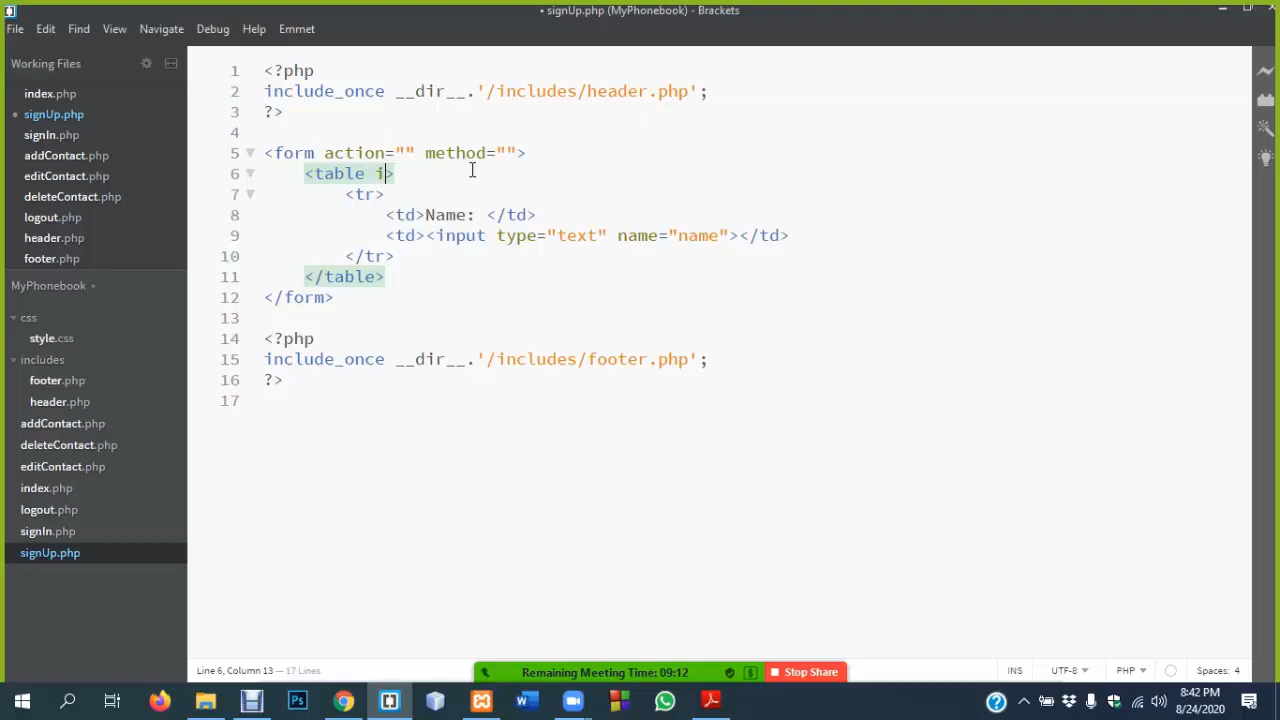 • signUp.php (MyPhonebook) - Brackets
File Edit Find View Navigate Debug Help Emmet
Working Files
index.php
• signUp.php
signIn.php
addContact.php
editContact.php
deleteContact.php
logout.php
header.php
footer.php
MyPhonebook
css
style.css
includes
footer.php
header.php
addContact.php
deleteContact.php
editContact.php
index.php
logout.php
signIn.php
signUp.php
1 <?php
2 include_once __dir__.'/includes/header.php';
3 ?>
4
5 <form action="" method="">
6 <table i>
7 <tr>
8 <td>Name: </td>
9 <td><input type="text" name="name"></td>
10 </tr>
11 </table>
12 </form>
13
14 <?php
15 include_once __dir__.'/includes/footer.php';
16 ?>
17
Line 6, Column 13 — 17 Lines
Remaining Meeting Time: 09:12
Stop Share
INS UTF-8 PHP Spaces: 4
Ps
8:42 PM
8/24/2020